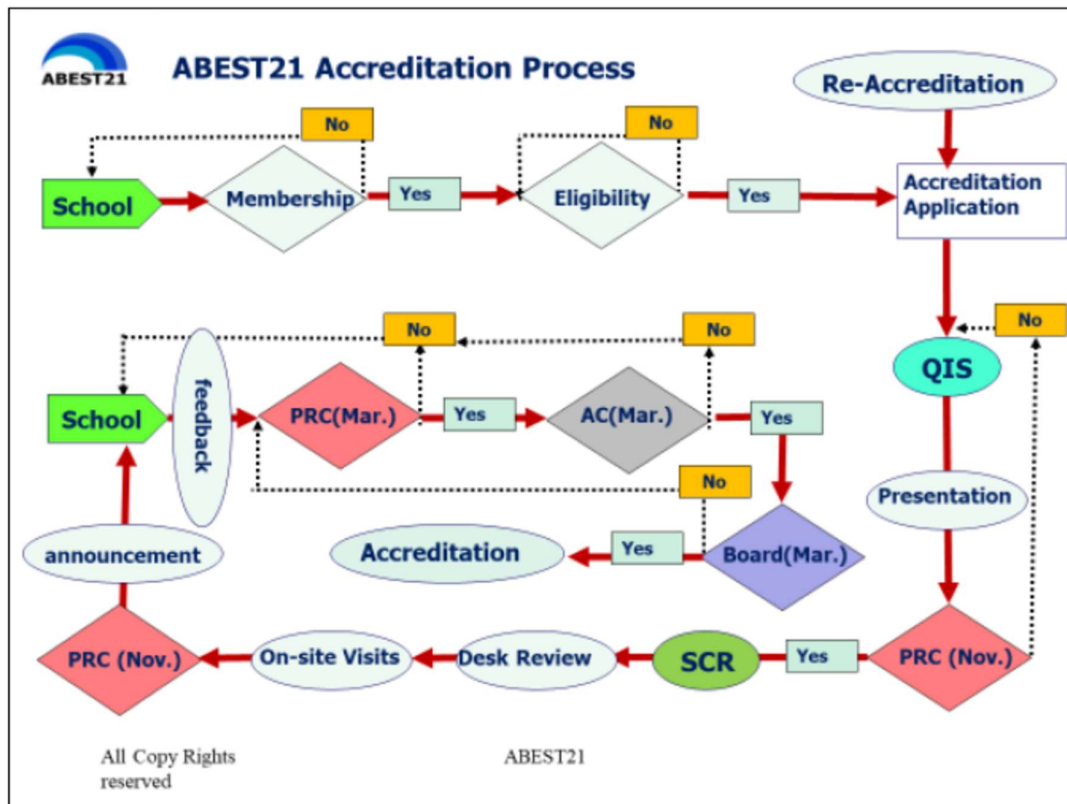 ABEST21
ABEST21 Accreditation Process
Re-Accreditation
No
No
School
Membership
Yes
Eligibility
Yes
Accreditation
Application
No
No
No
QIS
School
feedback
PRC(Mar.)
Yes
AC(Mar.)
Yes
No
Presentation
announcement
Accreditation
Yes
Board(Mar.)
PRC (Nov.)
On-site Visits
Desk Review
SCR
Yes
PRC (Nov.)
All Copy Rights
reserved
ABEST21